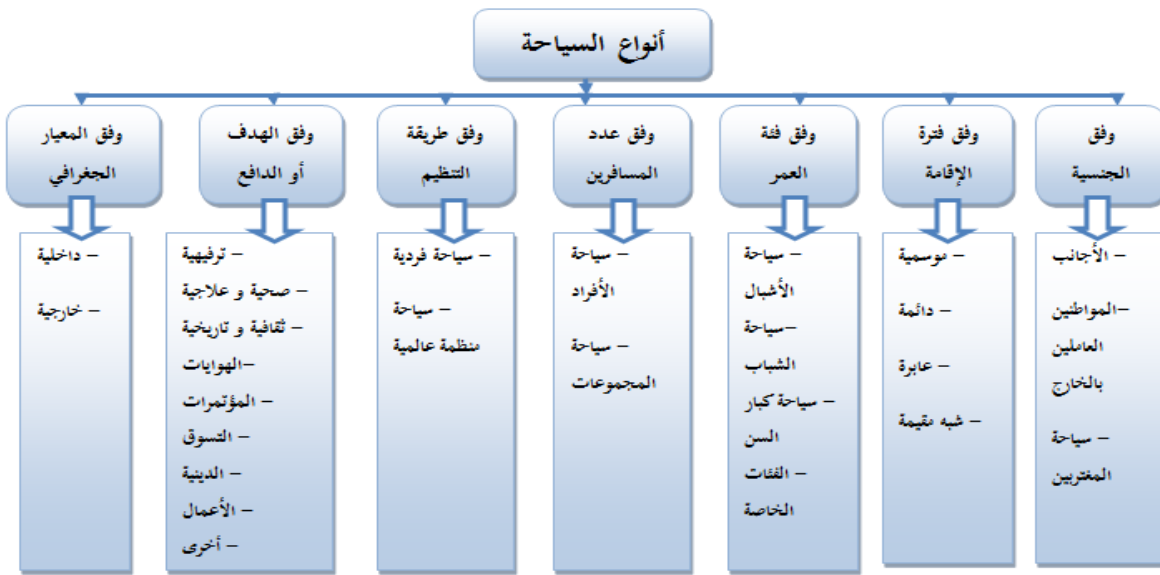 أنواع السياحة
وفق
الجنسية
– الأجانب
–المواطنين
العاملين
بالخارج
– سياحة
المغتربين
وفق فترة
الإقامة
– موسمية
– دائمة
– عابرة
– شبه مقيمة
وفق فئة
العمر
– سياحة
الأشبال
–سياحة
الشباب
– سياحة كبار
السن
– الفئات
الخاصة
وفق عدد
المسافرين
– سياحة
الأفراد
– سياحة
المجموعات
وفق طريقة
التنظيم
– سياحة فردية
– سياحة
منظمة عالمية
وفق الهدف
أو الدافع
– ترفيهية
– صحية و علاجية
– ثقافية و تاريخية
–الهوايات
– المؤتمرات
– التسوق
– الدينية
– الأعمال
– أخرى
وفق المعيار
الجغرافي
– داخلية
– خارجية